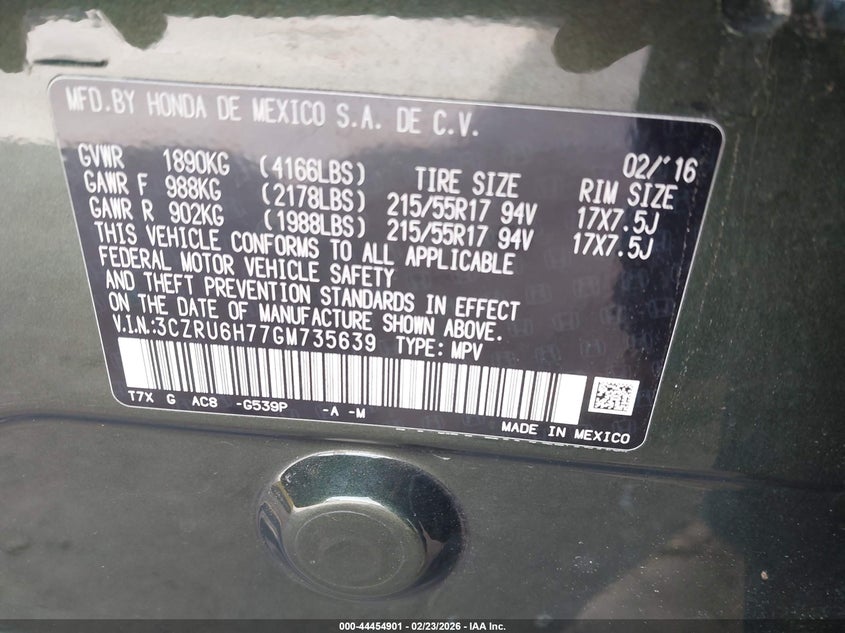 MFD.BY HONDA DE MEXICO S.A. DE C.V.
02/'16
GVWR 1890KG (4166LBS) TIRE SIZE RIM SIZE
GAWR F 988KG (2178LBS) 215/55R17 94V 17X7.5J
GAWR R 902KG (1988LBS) 215/55R17 94V 17X7.5J
THIS VEHICLE CONFORMS TO ALL APPLICABLE
FEDERAL MOTOR VEHICLE SAFETY
AND THEFT PREVENTION STANDARDS IN EFFECT
ON THE DATE OF MANUFACTURE SHOWN ABOVE.
V.I.N.:3CZRU6H77GM735639 TYPE: MPV
T7X G AC8 -G539P -A -M
MADE IN MEXICO
000-44454901 | 02/23/2026 | IAA Inc.